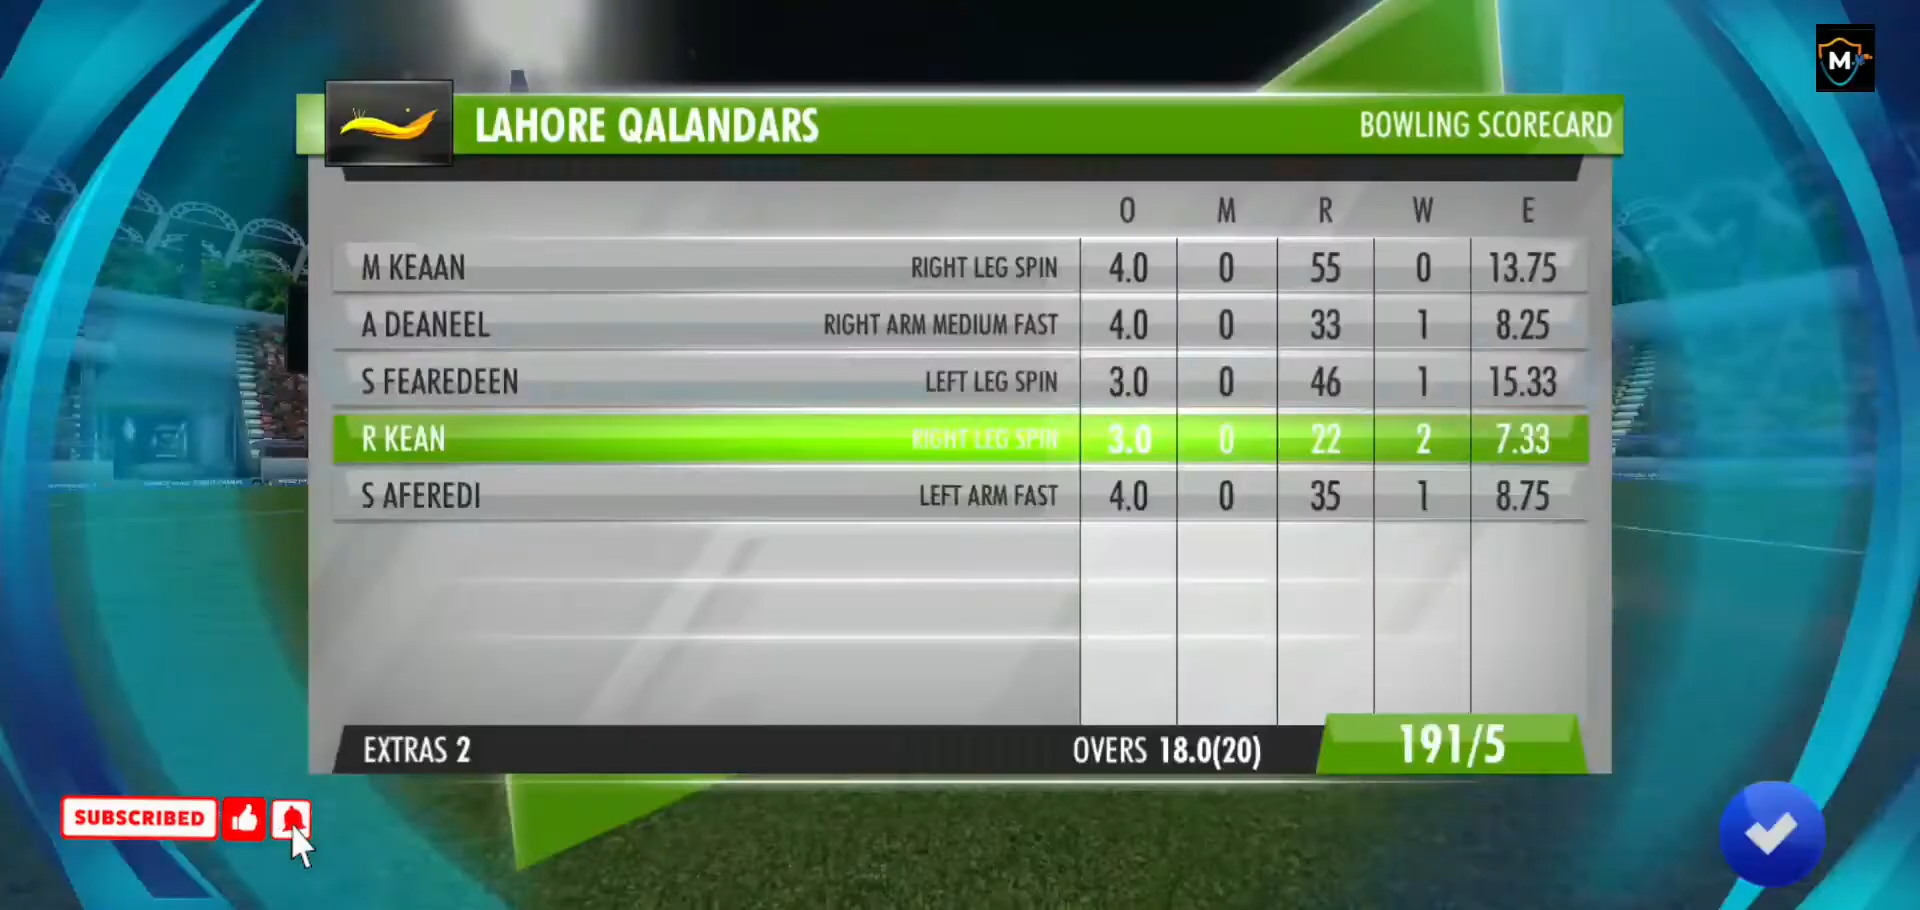 M
LAHORE QALANDARS BOWLING SCORECARD
O M R W E
M KEAAN RIGHT LEG SPIN 4.0 0 55 0 13.75
A DEANEEL RIGHT ARM MEDIUM FAST 4.0 0 33 1 8.25
S FEAREDEEN LEFT LEG SPIN 3.0 0 46 1 15.33
R KEAN RIGHT LEG SPIN 3.0 0 22 2 7.33
S AFEREDI LEFT ARM FAST 4.0 0 35 1 8.75
EXTRAS 2 OVERS 18.0(20) 191/5
SUBSCRIBED